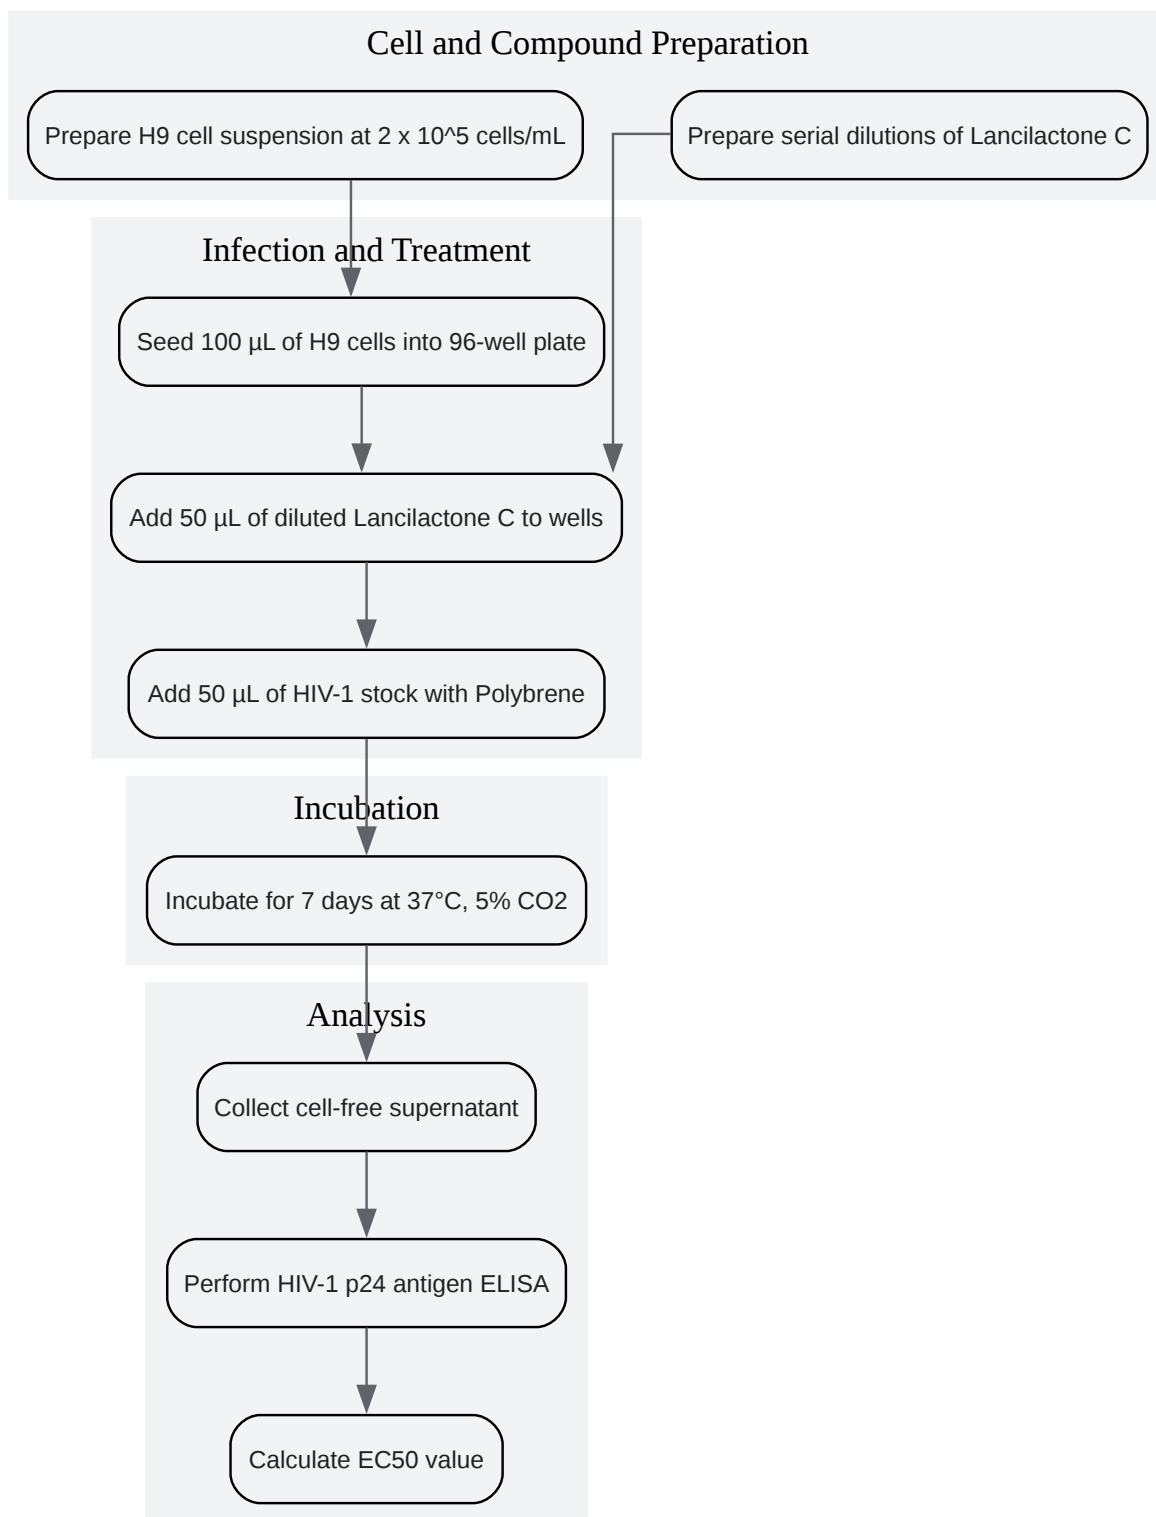 Cell and Compound Preparation
Prepare H9 cell suspension at 2 x 10^5 cells/mL
Prepare serial dilutions of Lancilactone C
Infection and Treatment
Seed 100 µL of H9 cells into 96-well plate
Add 50 µL of diluted Lancilactone C to wells
Add 50 µL of HIV-1 stock with Polybrene
Incubation
Incubate for 7 days at 37°C, 5% CO2
Analysis
Collect cell-free supernatant
Perform HIV-1 p24 antigen ELISA
Calculate EC50 value